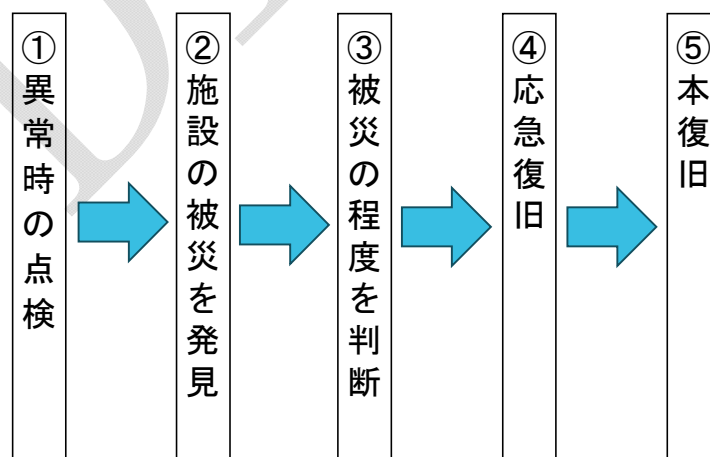 ①異常時の点検
②施設の被災を発見
③被災の程度を判断
④応急復旧
⑤本復旧